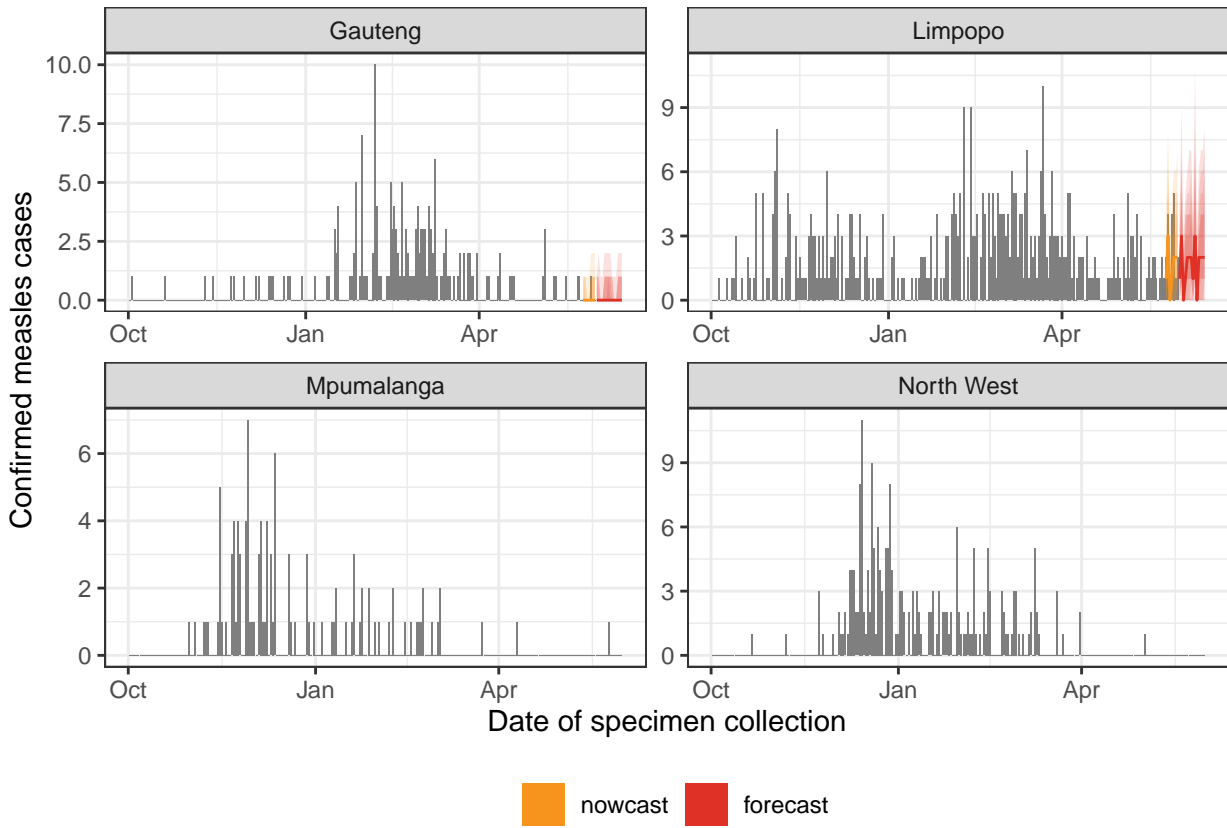 Gauteng
Limpopo
10.0
7.5
5.0
2.5
0.0
9
6
3
0
Oct
Jan
Apr
Oct
Jan
Apr
Mpumalanga
North West
6
4
2
0
9
6
3
0
Oct
Jan
Apr
Oct
Jan
Apr
Confirmed measles cases
Date of specimen collection
nowcast
forecast